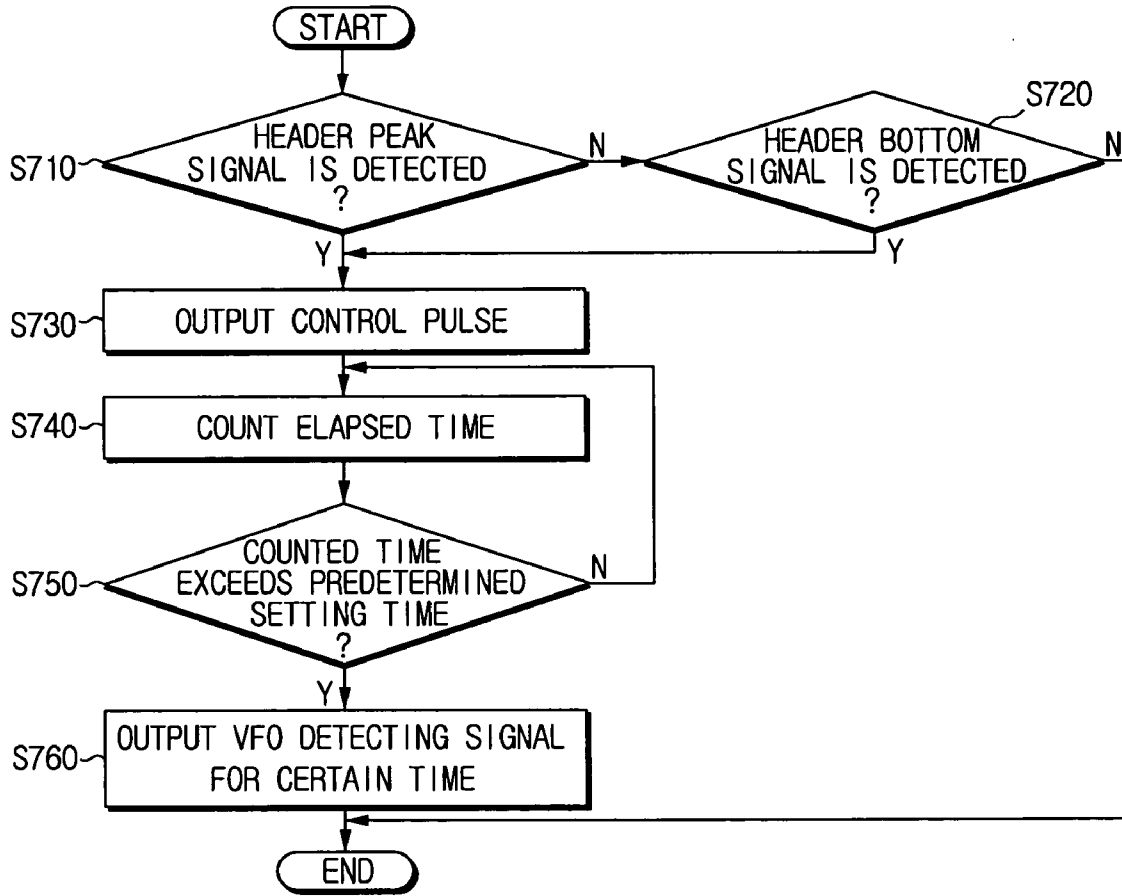 START
HEADER PEAK
SIGNAL IS DETECTED
?
S710
N
S720
HEADER BOTTOM
SIGNAL IS DETECTED
?
N
Y
Y
S730
OUTPUT CONTROL PULSE
S740
COUNT ELAPSED TIME
S750
COUNTED TIME
EXCEEDS PREDETERMINED
SETTING TIME
?
N
Y
S760
OUTPUT VFO DETECTING SIGNAL
FOR CERTAIN TIME
END